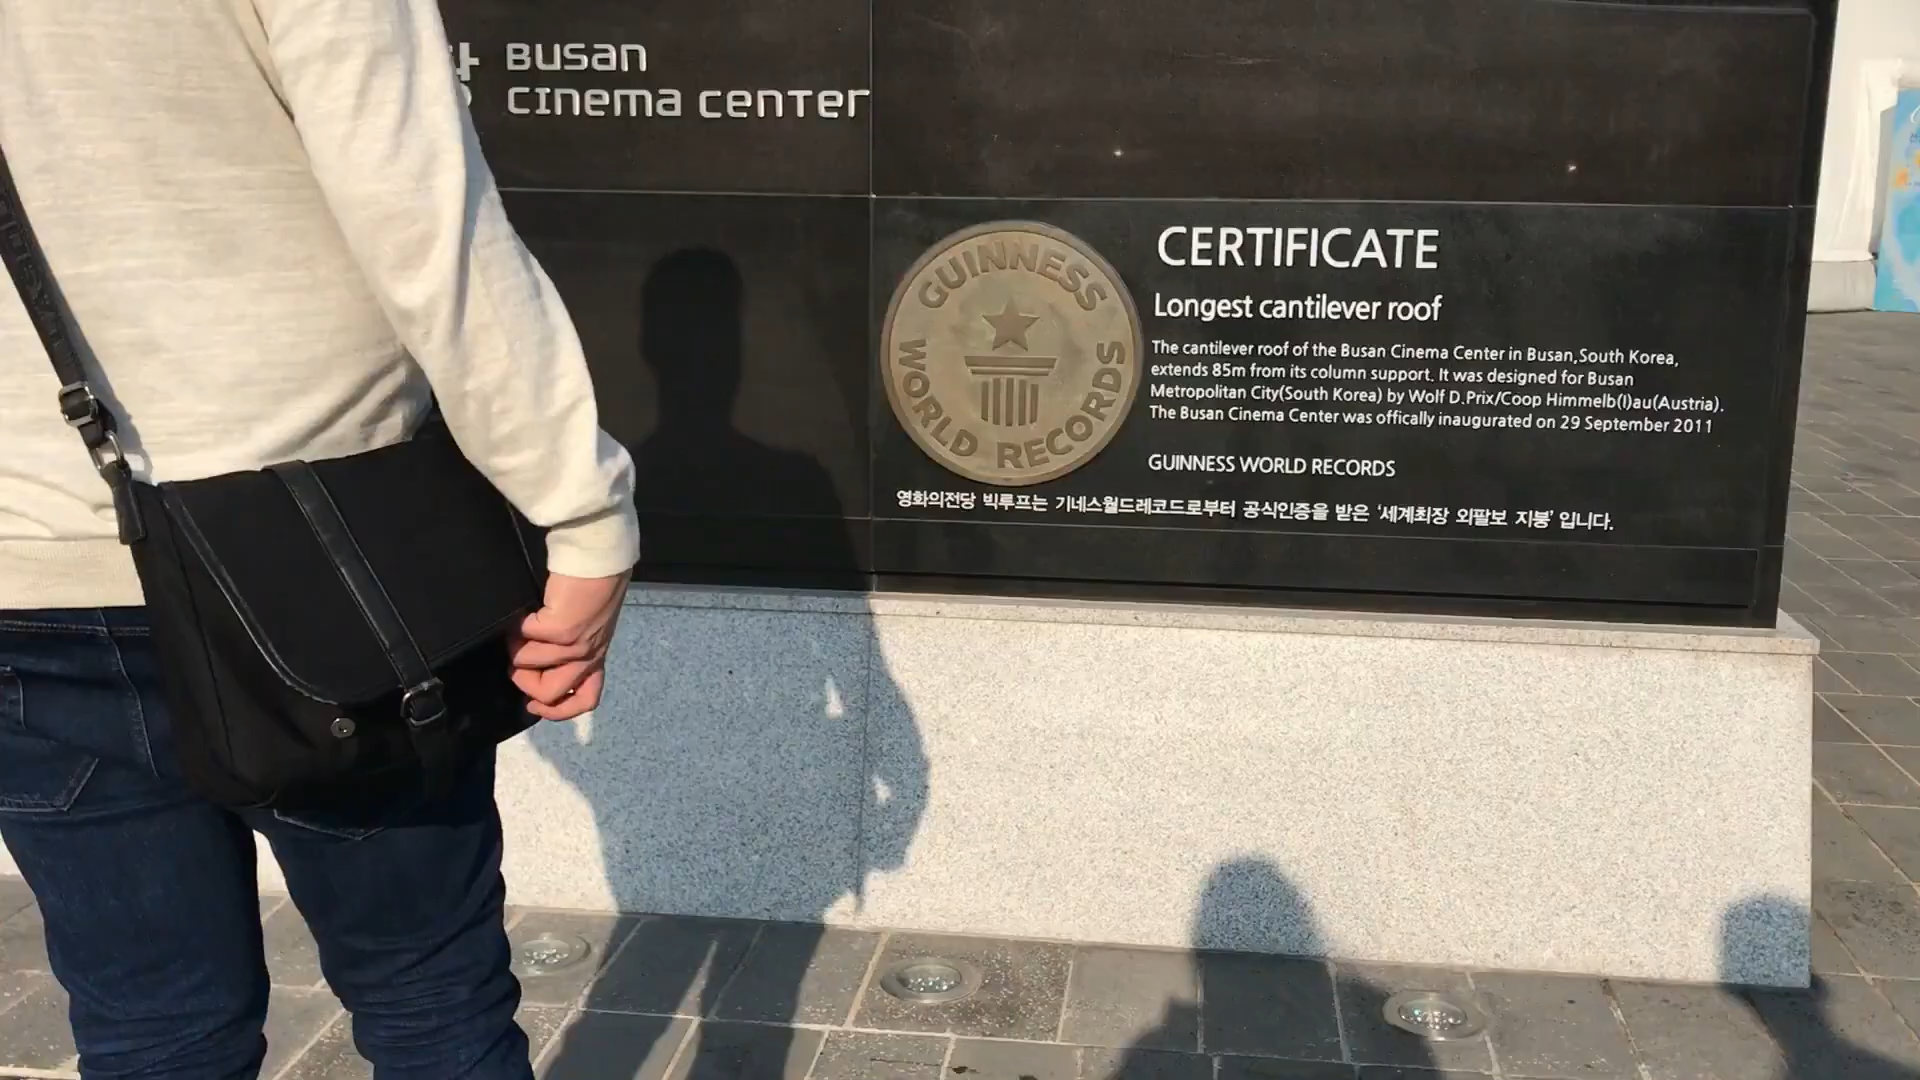 BUSAN
CINEMA CENTER
GUINNESS
WORLD RECORDS
CERTIFICATE
Longest cantilever roof
The cantilever roof of the Busan Cinema Center in Busan,South Korea,
extends 85m from its column support. It was designed for Busan
Metropolitan City(South Korea) by Wolf D.Prix/Coop Himmelb(l)au(Austria).
The Busan Cinema Center was offically inaugurated on 29 September 2011
GUINNESS WORLD RECORDS
영화의전당 빅루프는 기네스월드레코드로부터 공식인증을 받은 '세계최장 외팔보 지붕' 입니다.